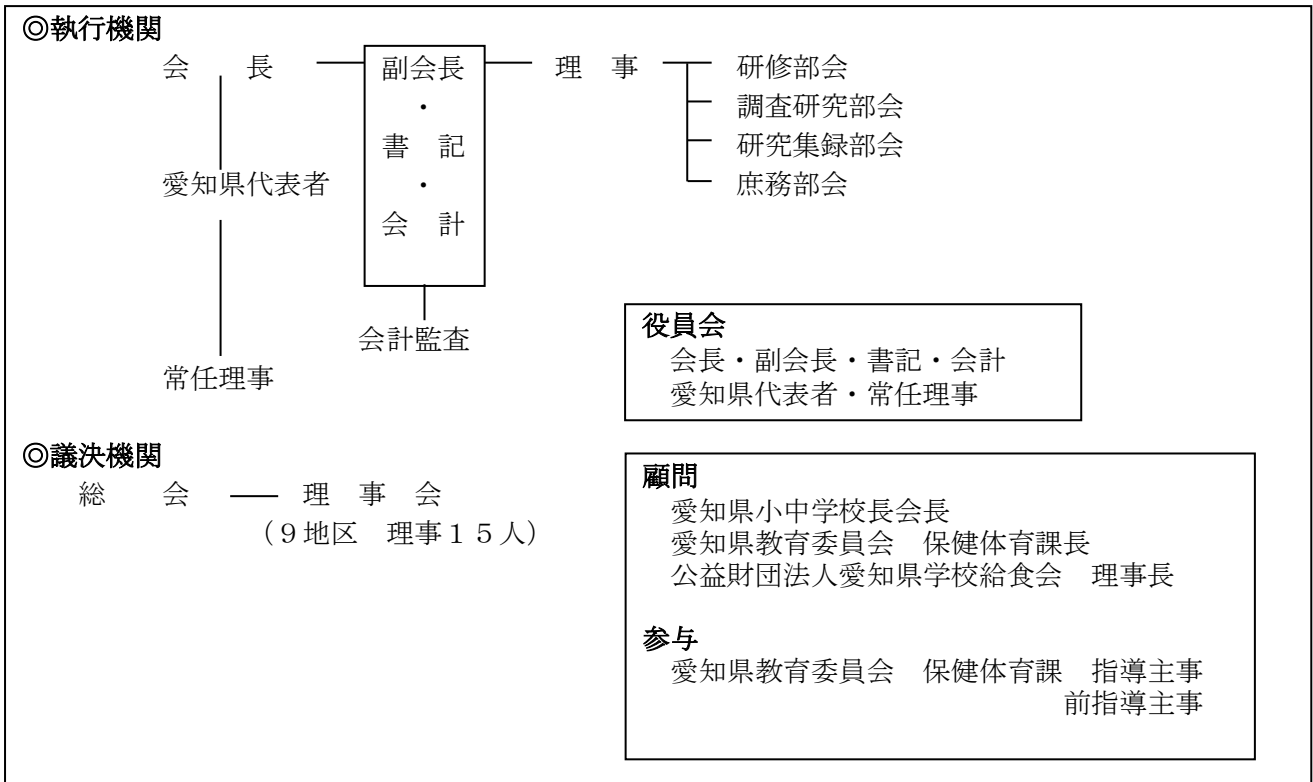 ◎執行機関
会　長　副会長　理　事　研修部会
・　調査研究部会
書　記　研究集録部会
愛知県代表者　・　庶務部会
会　計
会計監査
常任理事
役員会
会長・副会長・書記・会計
愛知県代表者・常任理事
◎議決機関
総　会　理　事　会
（９地区　理事１５人）
顧問
愛知県小中学校長会長
愛知県教育委員会　保健体育課長
公益財団法人愛知県学校給食会　理事長
参与
愛知県教育委員会　保健体育課　指導主事
前指導主事